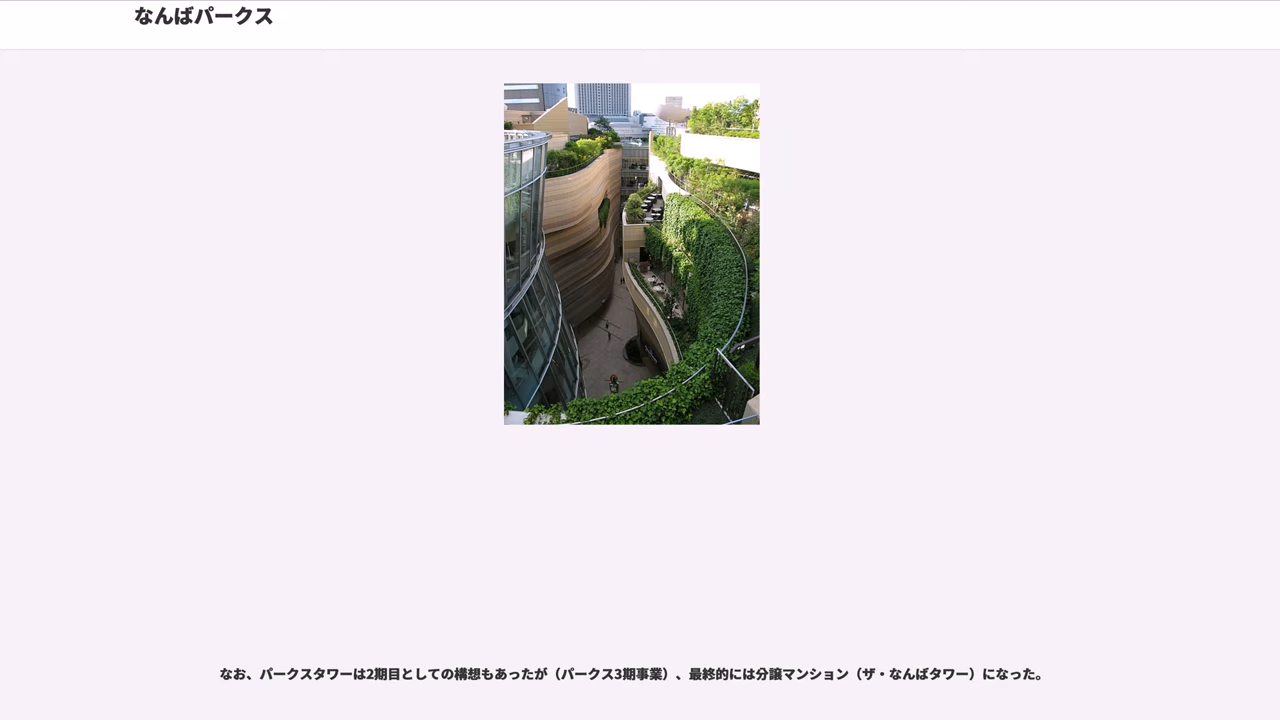 なんばパークス
なお、パークスタワーは2期目としての構想もあったが（パークス3期事業）、最終的には分譲マンション（ザ・なんばタワー）になった。